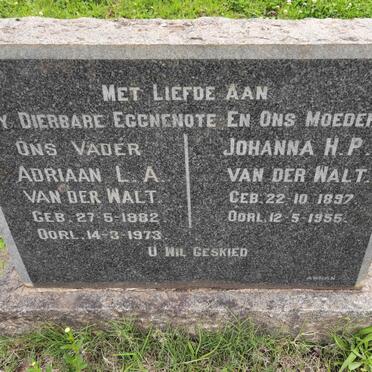 MET LIEFDE AAN
Y DIERBARE EGGNENOTE EN ONS MOEDER
ONS VADER
ADRIAAN L. A.
VAN DER WALT.
GEB. 27-5-1882.
OORL. 14-3-1973.
JOHANNA H. P.
VAN DER WALT.
GEB. 22-10-1897
OORL. 12-5-1955.
U WIL GESKIED